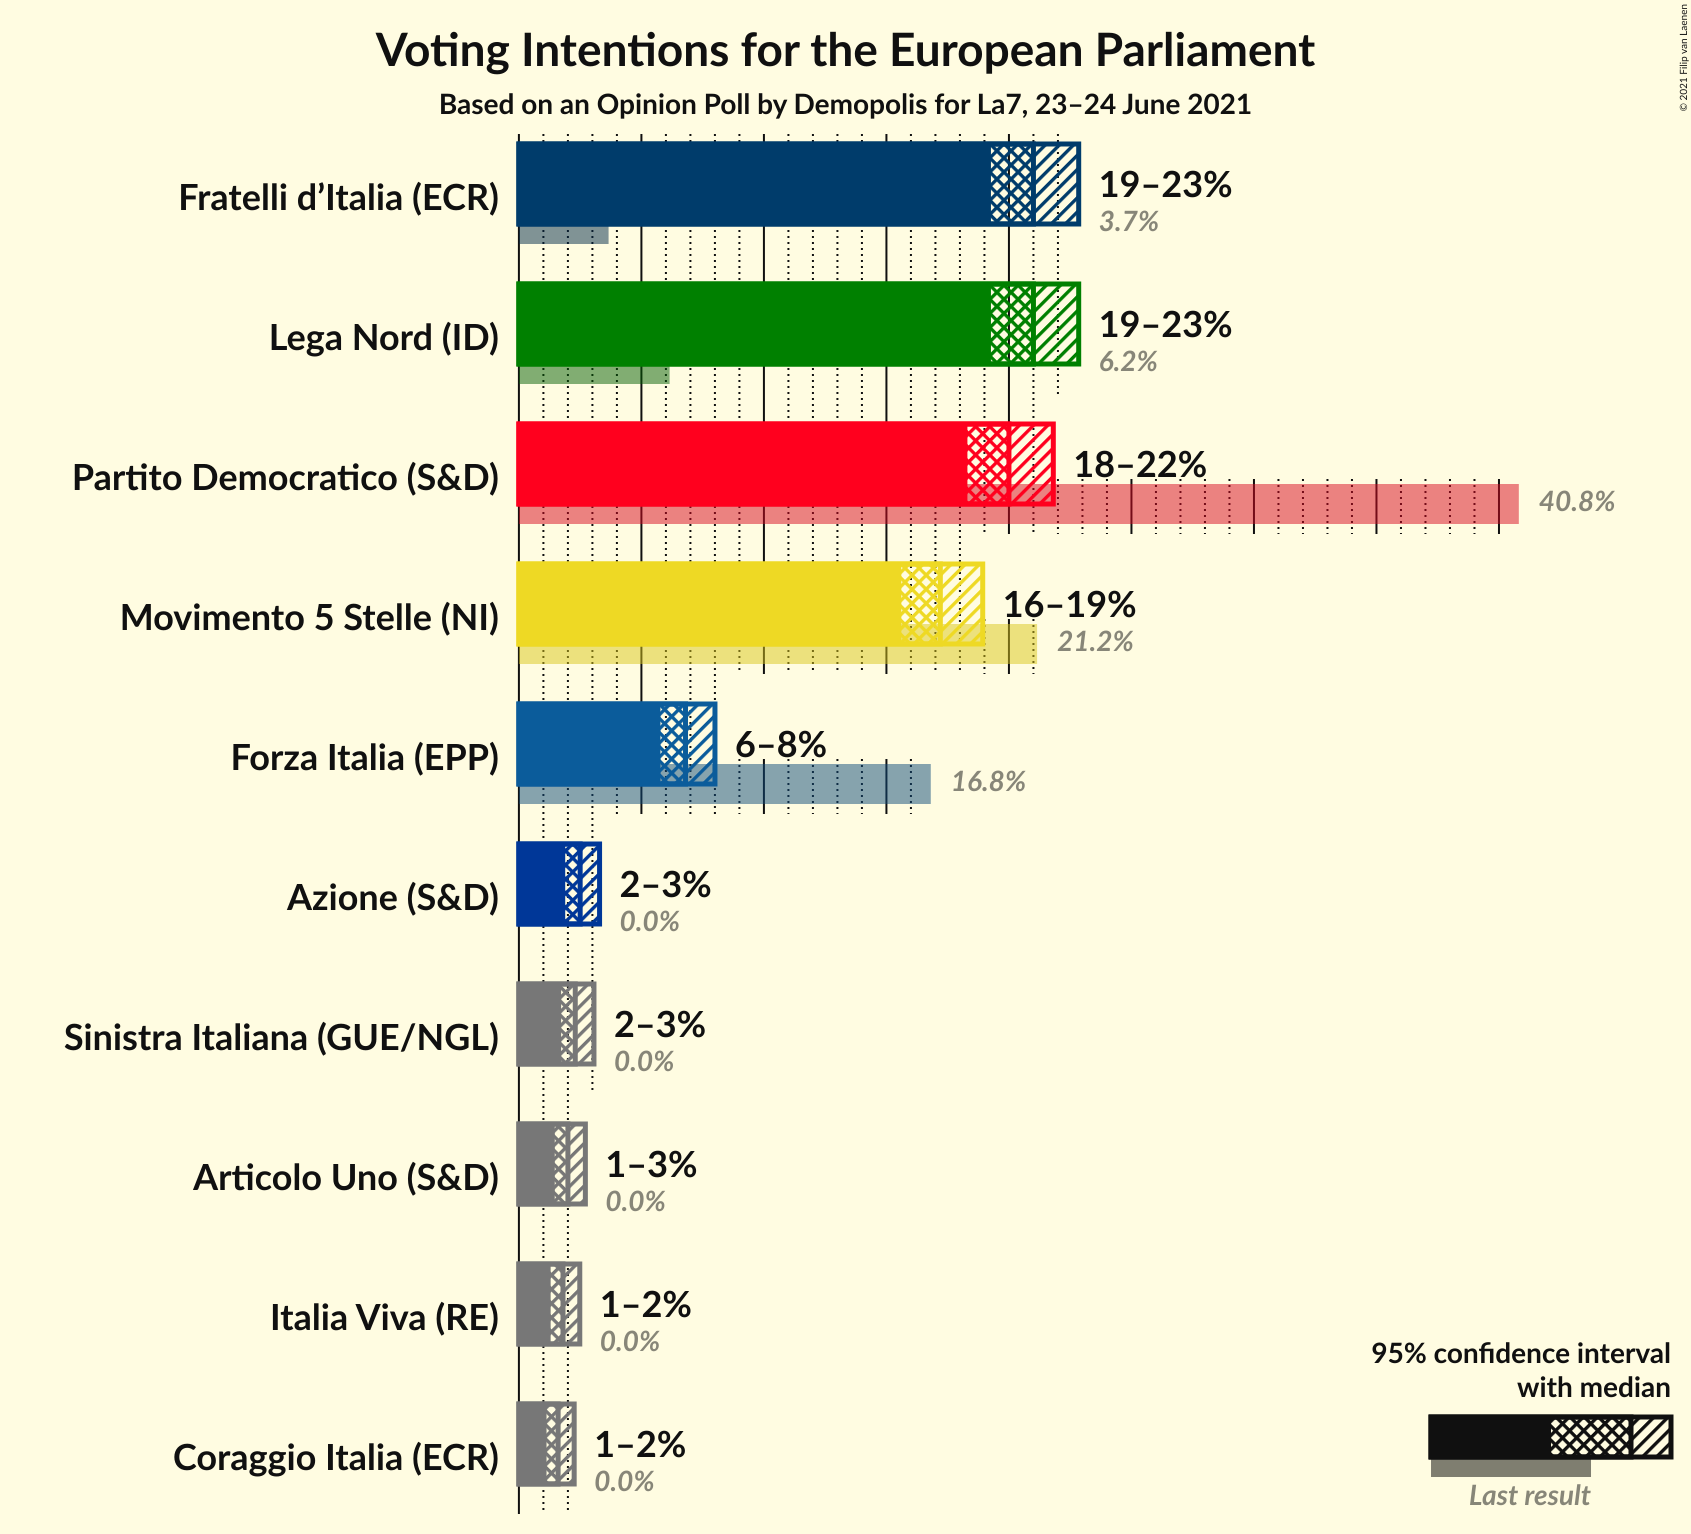 Voting Intentions for the European Parliament
Based on an Opinion Poll by Demopolis for La7, 23–24 June 2021
© 2021 Filip van Laenen
Fratelli d’Italia (ECR)
19–23%
3.7%
Lega Nord (ID)
19–23%
6.2%
Partito Democratico (S&D)
18–22%
40.8%
Movimento 5 Stelle (NI)
16–19%
21.2%
Forza Italia (EPP)
6–8%
16.8%
Azione (S&D)
2–3%
0.0%
Sinistra Italiana (GUE/NGL)
2–3%
0.0%
Articolo Uno (S&D)
1–3%
0.0%
Italia Viva (RE)
1–2%
0.0%
Coraggio Italia (ECR)
1–2%
0.0%
95% confidence interval
with median
Last result